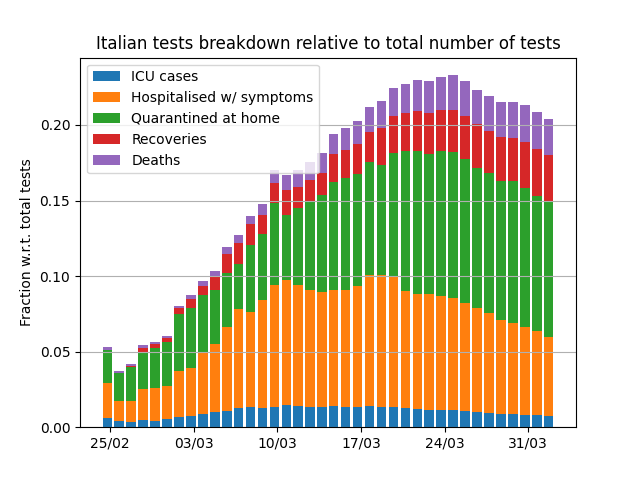 Italian tests breakdown relative to total number of tests
ICU cases
Hospitalised w/ symptoms
Quarantined at home
Recoveries
Deaths
Fraction w.r.t. total tests
0.20
0.15
0.10
0.05
0.00
25/02 03/03 10/03 17/03 24/03 31/03